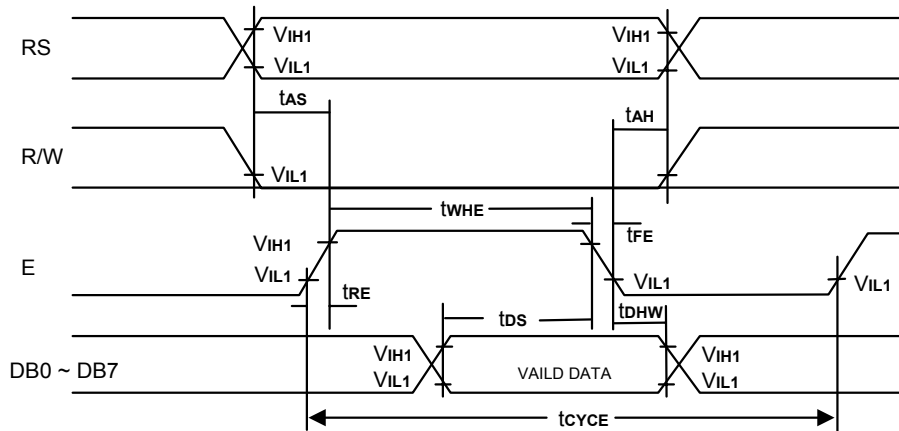 RS
VIH1
VIL1
VIH1
VIL1
tAS
tAH
R/W
VIL1
tWHE
tFE
E
VIH1
VIL1
VIL1
VIL1
tRE
tDS
tDHW
DB0 ~ DB7
VIH1
VIL1
VAILD DATA
VIH1
VIL1
tCYCE